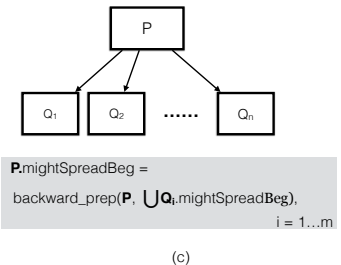 P
Q₁ Q₂ ...... Qₙ
P.mightSpreadBeg =
backward_prep(P, ⋃Qᵢ.mightSpreadBeg),
i = 1...m
(c)